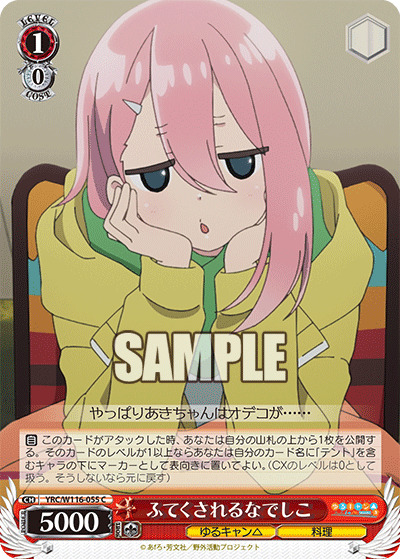 LEVEL
1
0
COST
SAMPLE
やっぱりあきちゃんはオデコが……
自 このカードがアタックした時、あなたは自分の山札の上から1枚を公開する。
そのカードのレベルが1以上ならあなたは自分のカード名に「テント」を含
むキャラの下にマーカーとして表向きに置いてよい。（CXのレベルは0として
扱う。そうしないなら元に戻す）
CH YRC/W116-055 C
5000
ふてくされるなでしこ
ゆるキャン△
料理
©あfろ・芳文社／野外活動プロジェクト